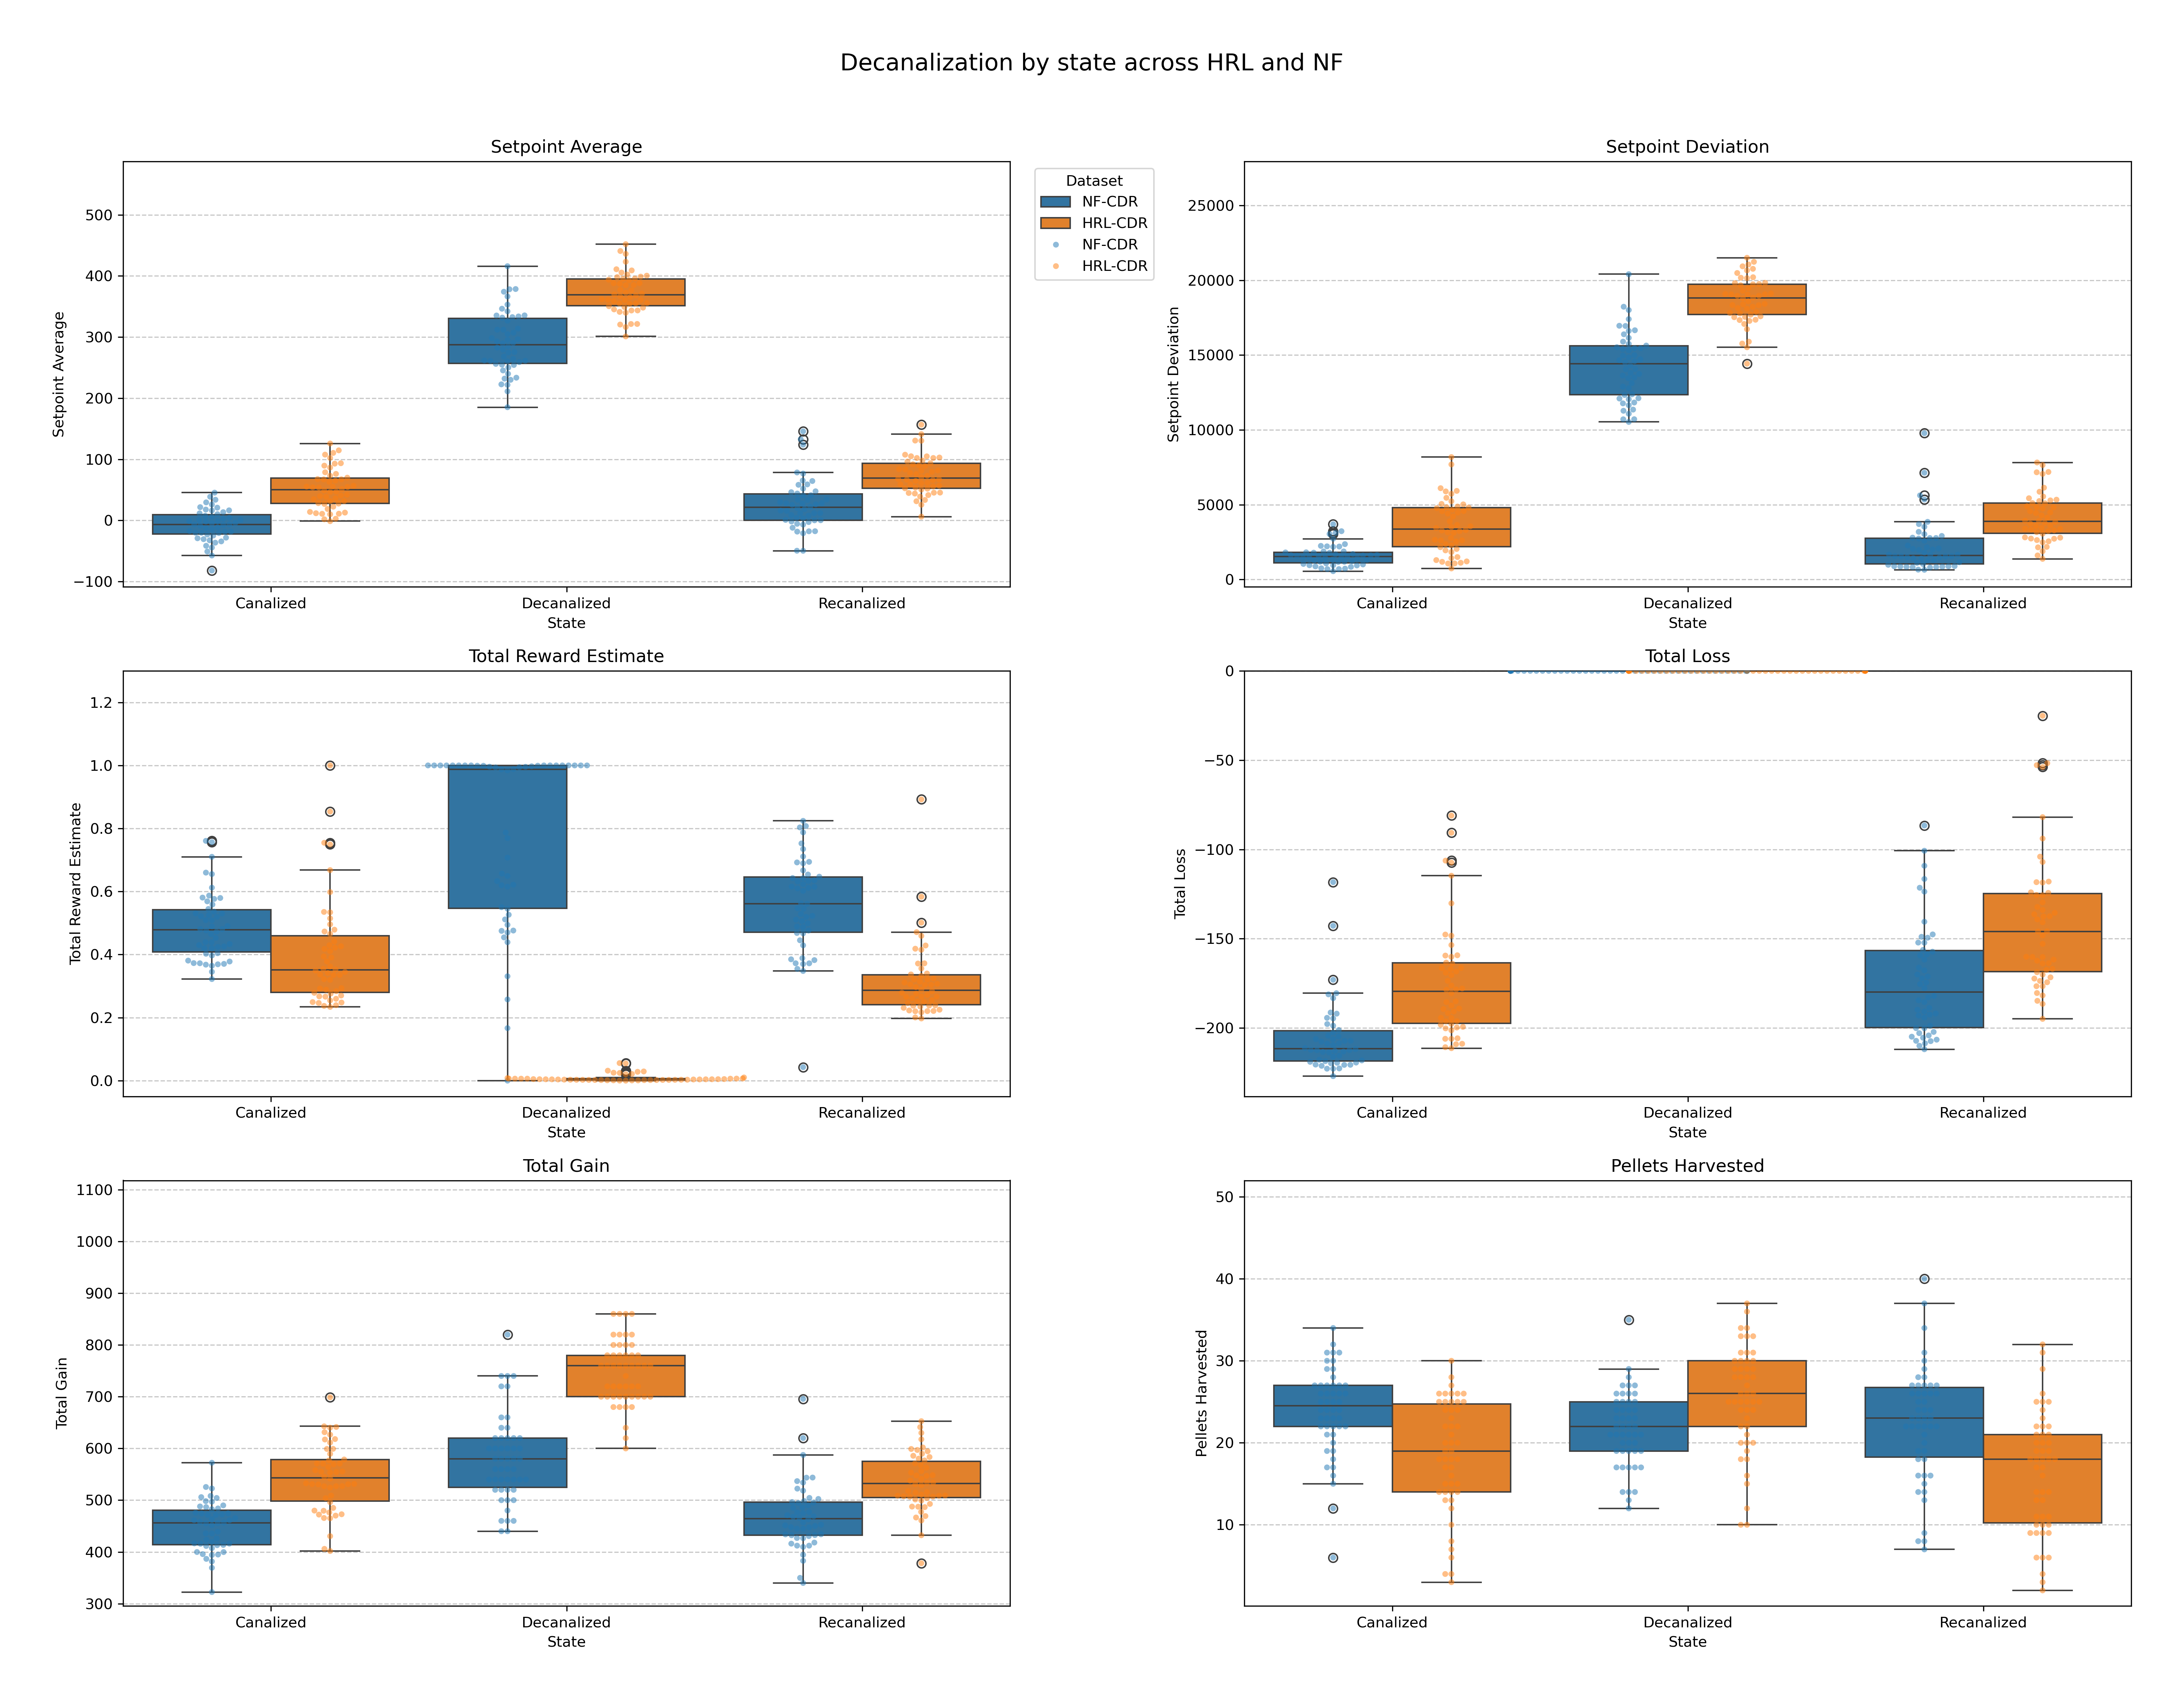 Decanalization by state across HRL and NF
Setpoint Average
Setpoint Average
500
400
300
200
100
0
−100
Canalized
Decanalized
Recanalized
State
Dataset
NF-CDR
HRL-CDR
NF-CDR
HRL-CDR
Setpoint Deviation
Setpoint Deviation
25000
20000
15000
10000
5000
0
Canalized
Decanalized
Recanalized
State
Total Reward Estimate
Total Reward Estimate
1.2
1.0
0.8
0.6
0.4
0.2
0.0
Canalized
Decanalized
Recanalized
State
Total Loss
Total Loss
0
−50
−100
−150
−200
Canalized
Decanalized
Recanalized
State
Total Gain
Total Gain
1100
1000
900
800
700
600
500
400
300
Canalized
Decanalized
Recanalized
State
Pellets Harvested
Pellets Harvested
50
40
30
20
10
Canalized
Decanalized
Recanalized
State